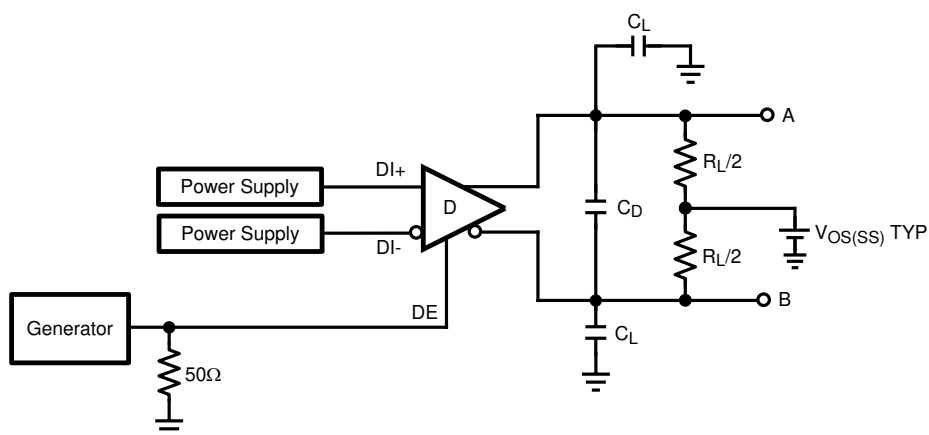 C_L
A
DI+
Power Supply
R_L/2
D
C_D
Power Supply
V_OS(SS) TYP
DI-
R_L/2
DE
B
Generator
C_L
50Ω